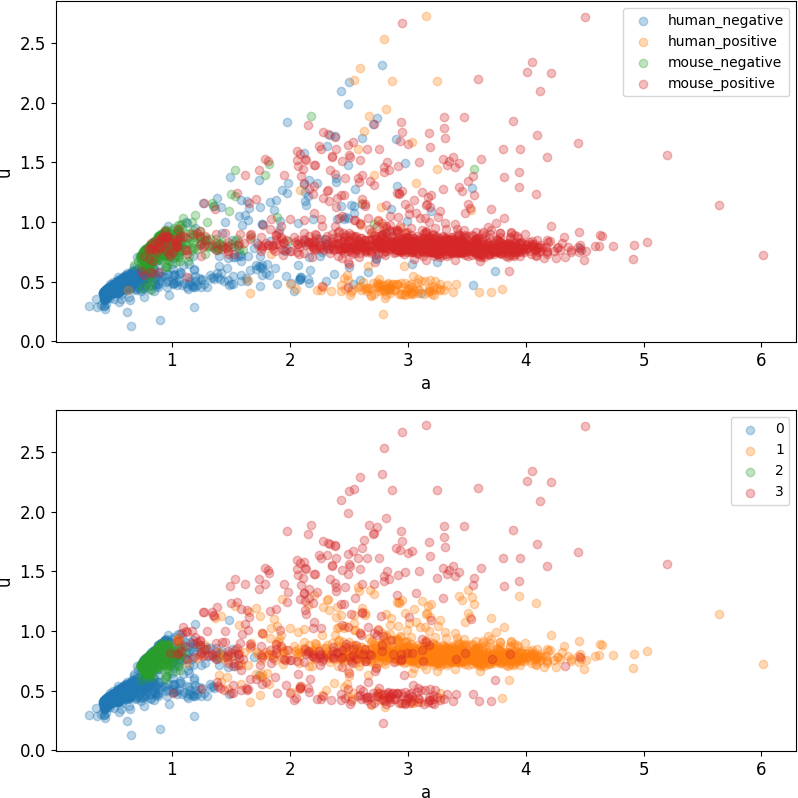 2.5
2.0
1.5
1.0
0.5
0.0
u
1 2 3 4 5 6
a
human_negative
human_positive
mouse_negative
mouse_positive
2.5
2.0
1.5
1.0
0.5
0.0
u
1 2 3 4 5 6
a
0
1
2
3